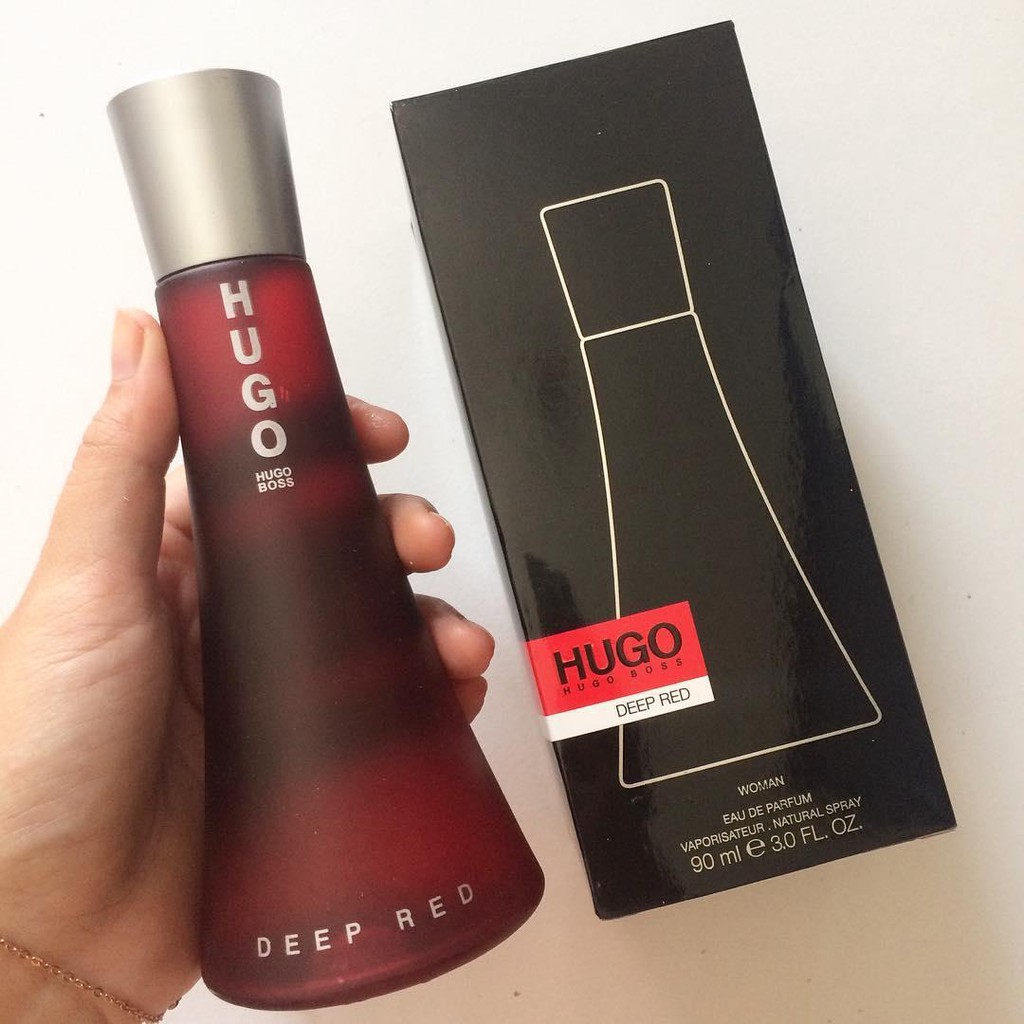 HUGO
HUGO
BOSS
DEEP RED
HUGO
HUGO BOSS
DEEP RED
WOMAN
EAU DE PARFUM
VAPORISATEUR . NATURAL SPRAY
90 ml e 3.0 FL. OZ.